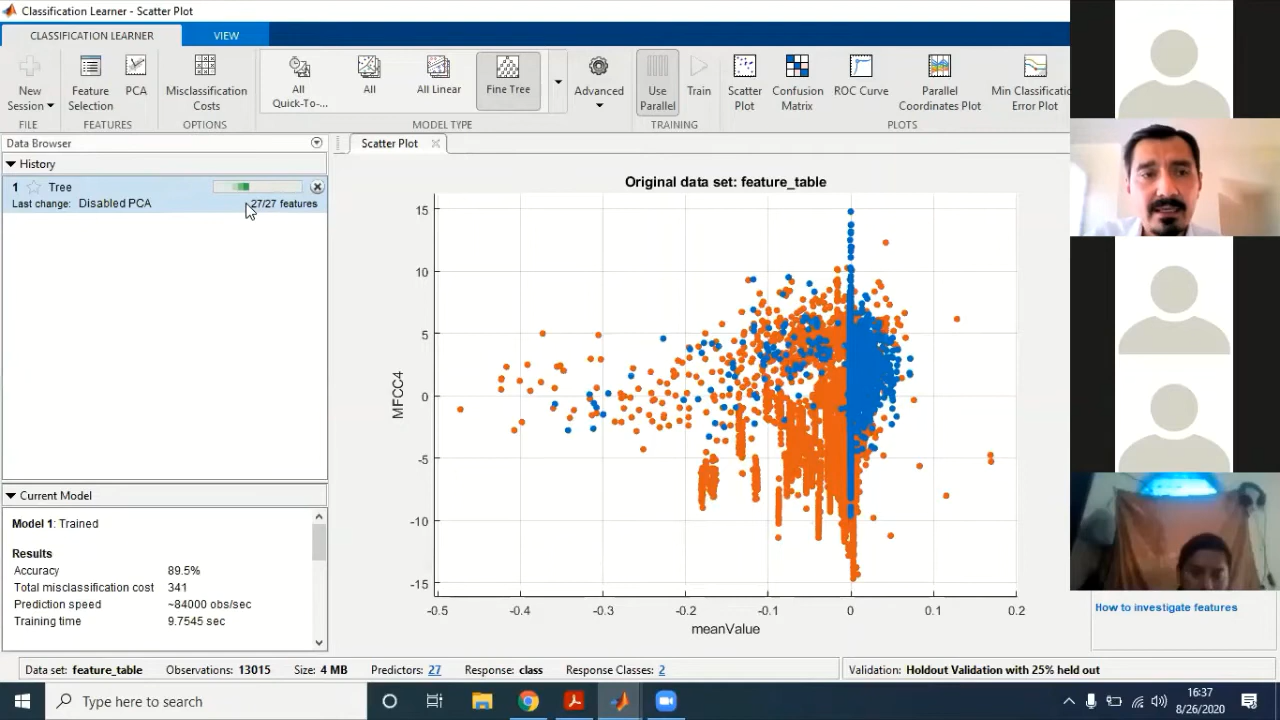 Classification Learner - Scatter Plot
CLASSIFICATION LEARNER
VIEW
New Session
Feature Selection
PCA
Misclassification Costs
All Quick-To-...
All
All Linear
Fine Tree
Advanced
Use Parallel
Train
Scatter Plot
Confusion Matrix
ROC Curve
Parallel Coordinates Plot
Min Classificati
Error Plot
FILE
FEATURES
OPTIONS
MODEL TYPE
TRAINING
PLOTS
Data Browser
Scatter Plot
History
1 Tree
Last change: Disabled PCA 27/27 features
Original data set: feature_table
15
10
5
0
-5
-10
-15
MFCC4
-0.5 -0.4 -0.3 -0.2 -0.1 0 0.1 0.2
meanValue
Current Model
Model 1: Trained
Results
Accuracy 89.5%
Total misclassification cost 341
Prediction speed ~84000 obs/sec
Training time 9.7545 sec
How to investigate features
Data set: feature_table Observations: 13015 Size: 4 MB Predictors: 27 Response: class Response Classes: 2
Validation: Holdout Validation with 25% held out
Type here to search
16:37
8/26/2020